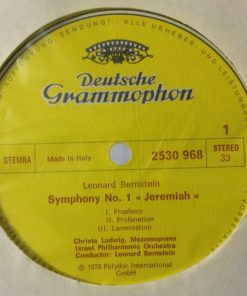 SENDUNG! · ALLE URHEBER- UND LEISTUNGS
Deutsche
Grammophon
1
STEMRA
Made in Italy
2530 968
STEREO
33
Leonard Bernstein
Symphony No. 1 « Jeremiah »
I. Prophecy
II. Profanation
III. Lamentation
Christa Ludwig, Mezzosoprano
Israel Philharmonic Orchestra
Conductor: Leonard Bernstein
℗ 1978 Polydor International
GmbH